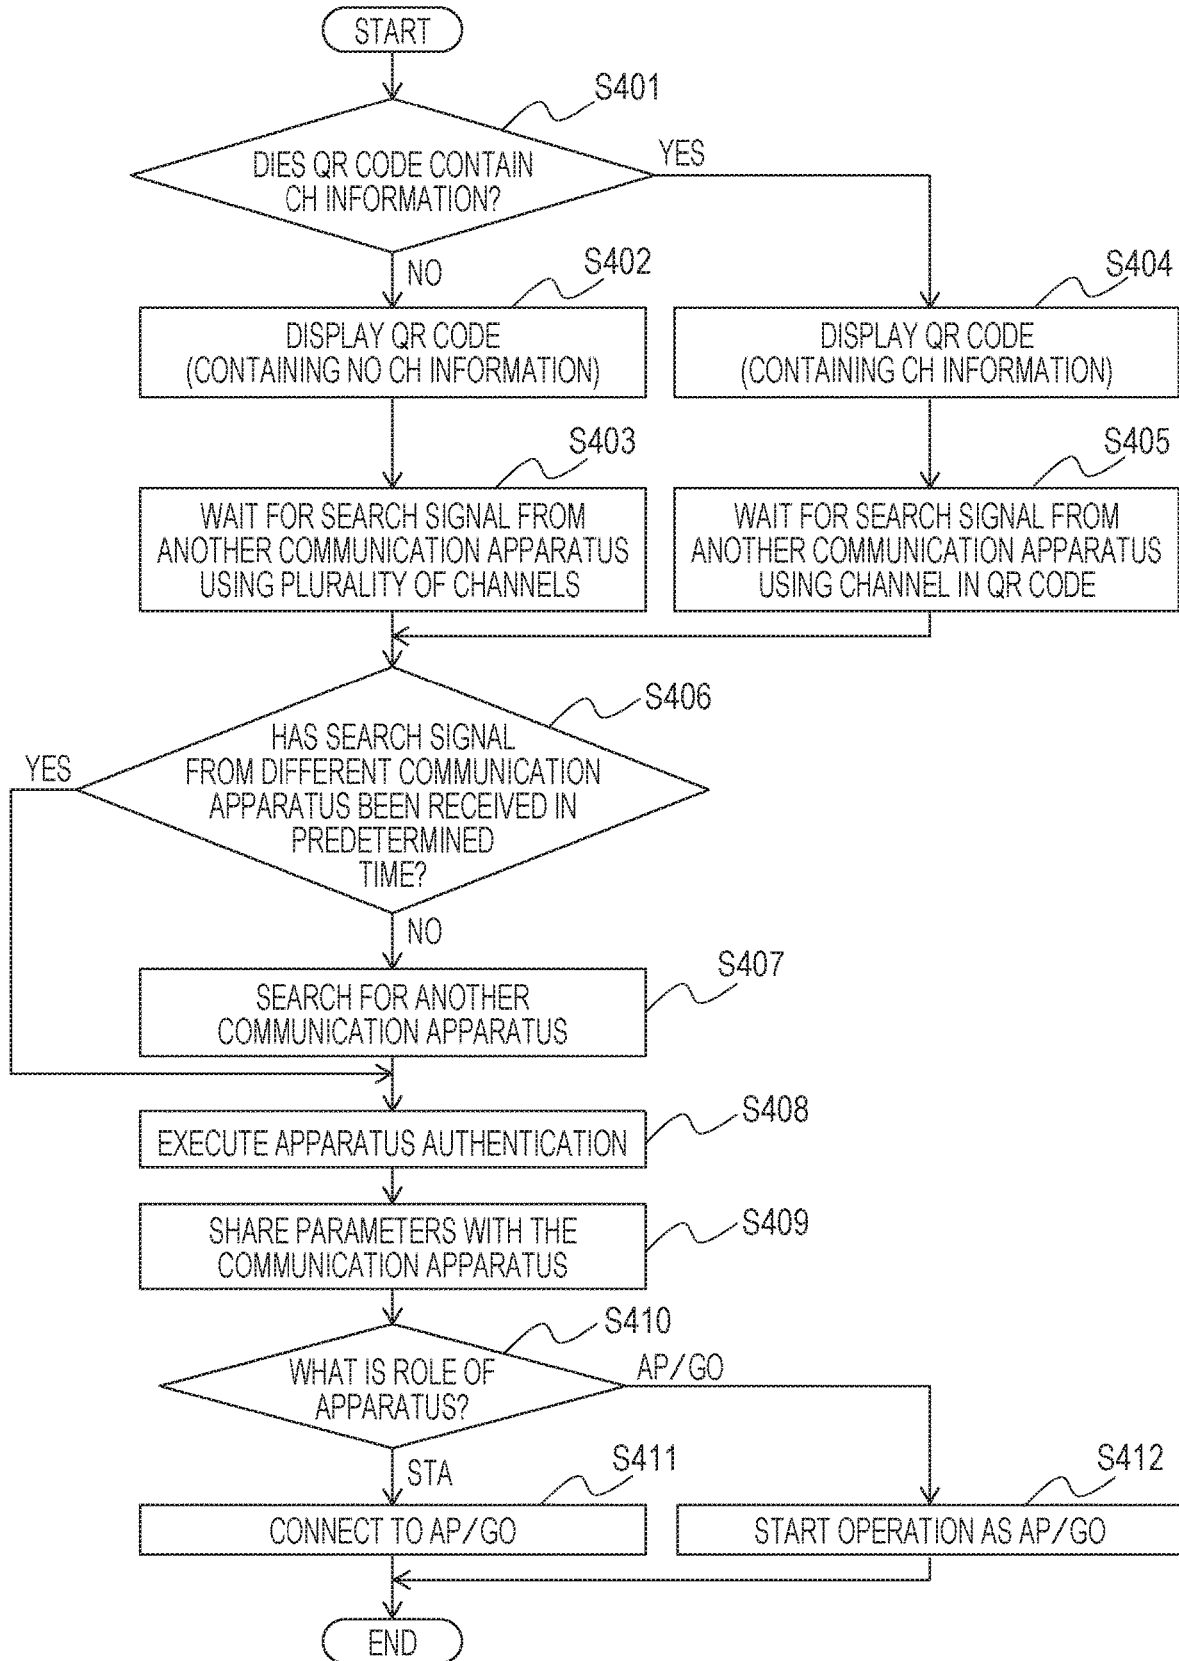 START
S401
DIES QR CODE CONTAIN
CH INFORMATION?
YES
NO
S402
DISPLAY QR CODE
(CONTAINING NO CH INFORMATION)
S404
DISPLAY QR CODE
(CONTAINING CH INFORMATION)
S403
WAIT FOR SEARCH SIGNAL FROM
ANOTHER COMMUNICATION APPARATUS
USING PLURALITY OF CHANNELS
S405
WAIT FOR SEARCH SIGNAL FROM
ANOTHER COMMUNICATION APPARATUS
USING CHANNEL IN QR CODE
S406
HAS SEARCH SIGNAL
FROM DIFFERENT COMMUNICATION
APPARATUS BEEN RECEIVED IN
PREDETERMINED
TIME?
YES
NO
S407
SEARCH FOR ANOTHER
COMMUNICATION APPARATUS
S408
EXECUTE APPARATUS AUTHENTICATION
S409
SHARE PARAMETERS WITH THE
COMMUNICATION APPARATUS
S410
WHAT IS ROLE OF
APPARATUS?
AP/GO
STA
S411
CONNECT TO AP/GO
S412
START OPERATION AS AP/GO
END